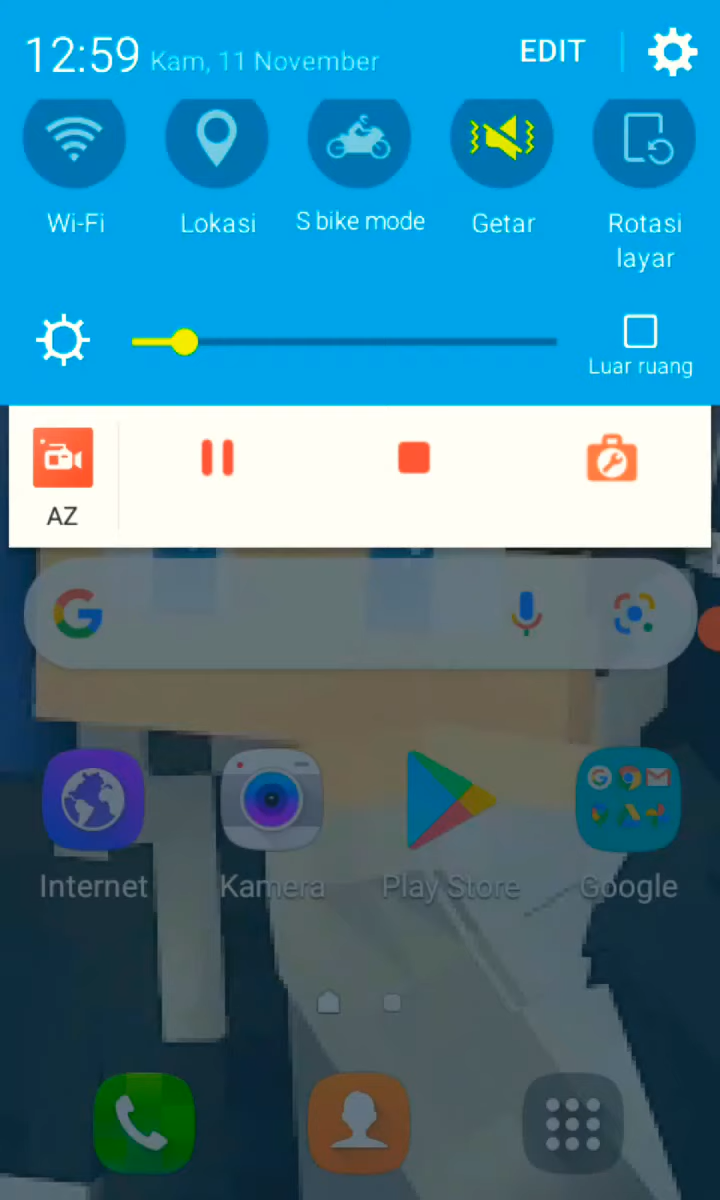 12:59 Kam, 11 November EDIT
Wi-Fi Lokasi S bike mode Getar Rotasi layar
Luar ruang
AZ
Internet Kamera Play Store Google